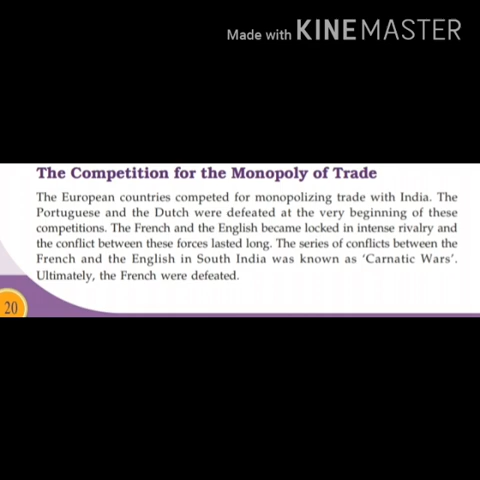 Made with KINEMASTER
The Competition for the Monopoly of Trade
The European countries competed for monopolizing trade with India. The
Portuguese and the Dutch were defeated at the very beginning of these
competitions. The French and the English became locked in intense rivalry and
the conflict between these forces lasted long. The series of conflicts between the
French and the English in South India was known as ‘Carnatic Wars’.
Ultimately, the French were defeated.
20